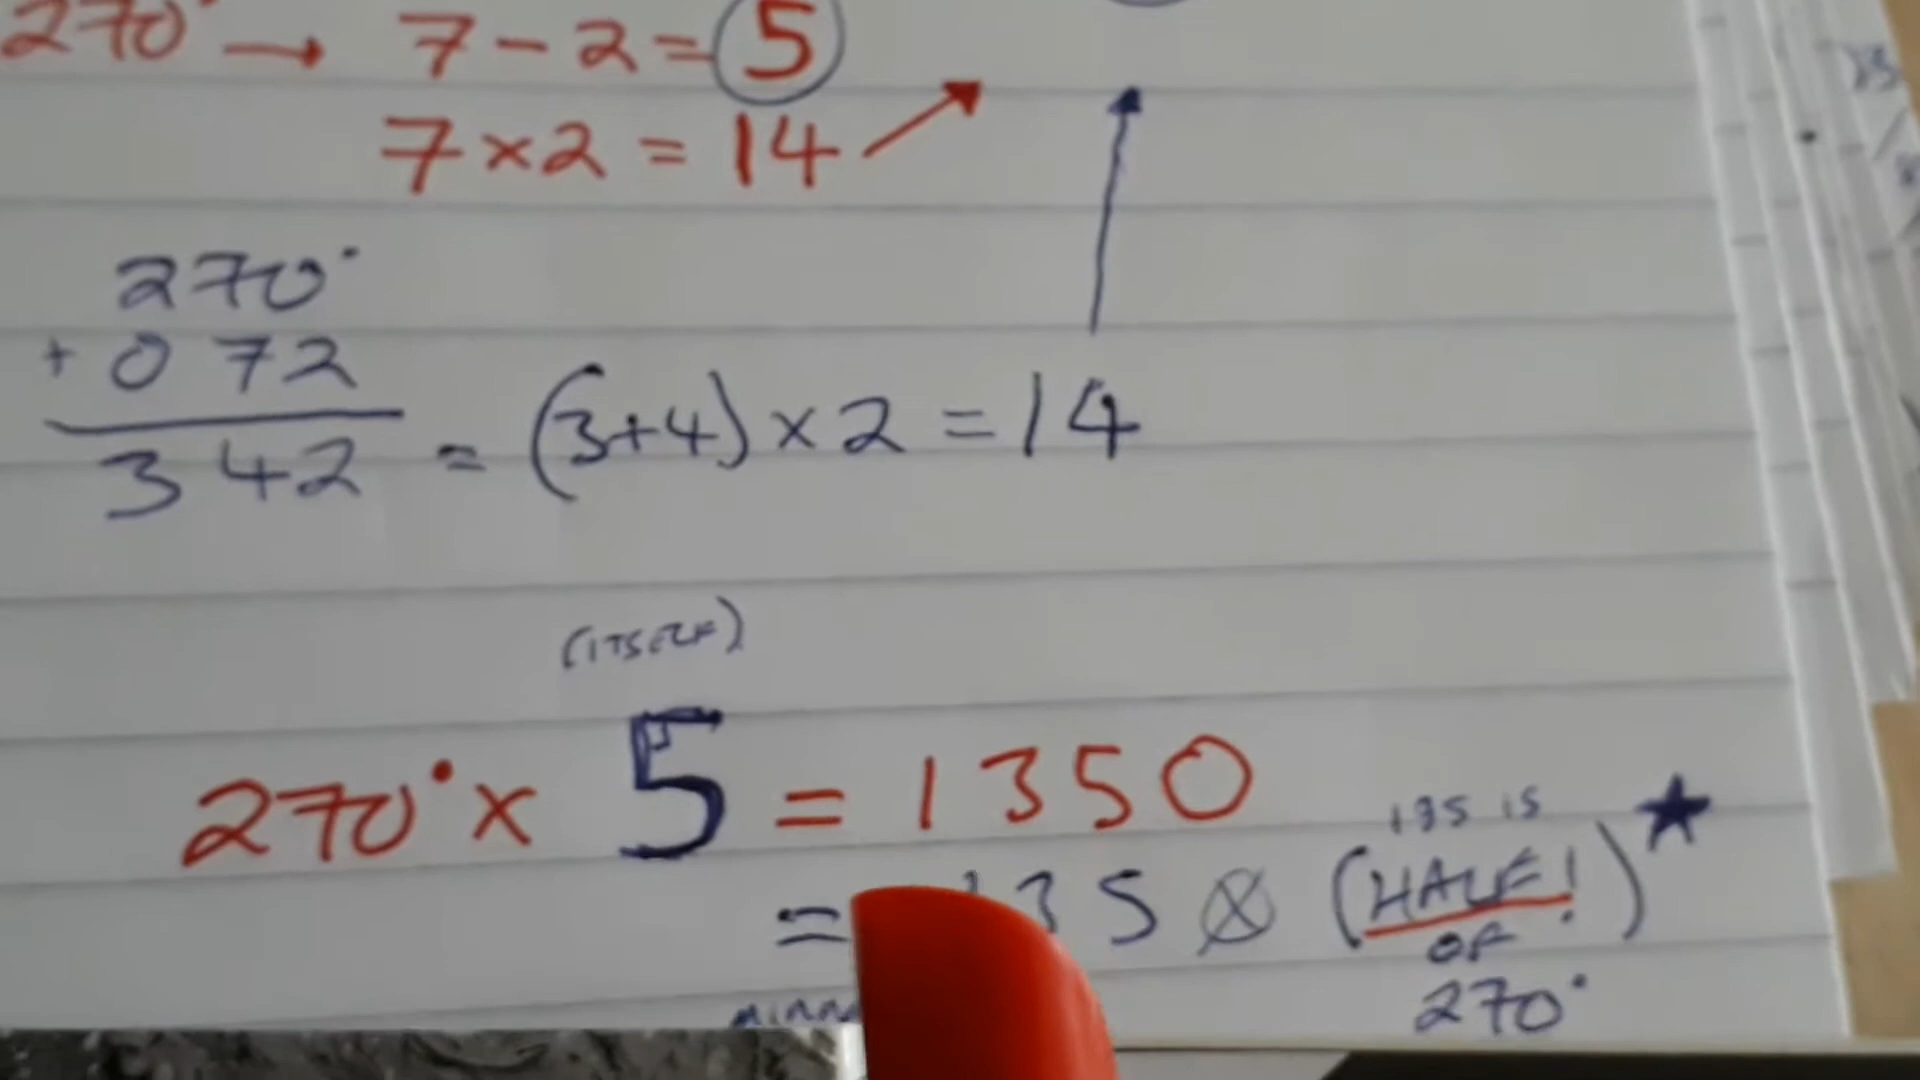 270° → 7 - 2 = 5
7 x 2 = 14
270°
+ 072
342 = (3+4) x 2 = 14
(ITSELF)
270° x 5 = 1350
135 IS
= 135 0 (HALF!) ★
OF
270°